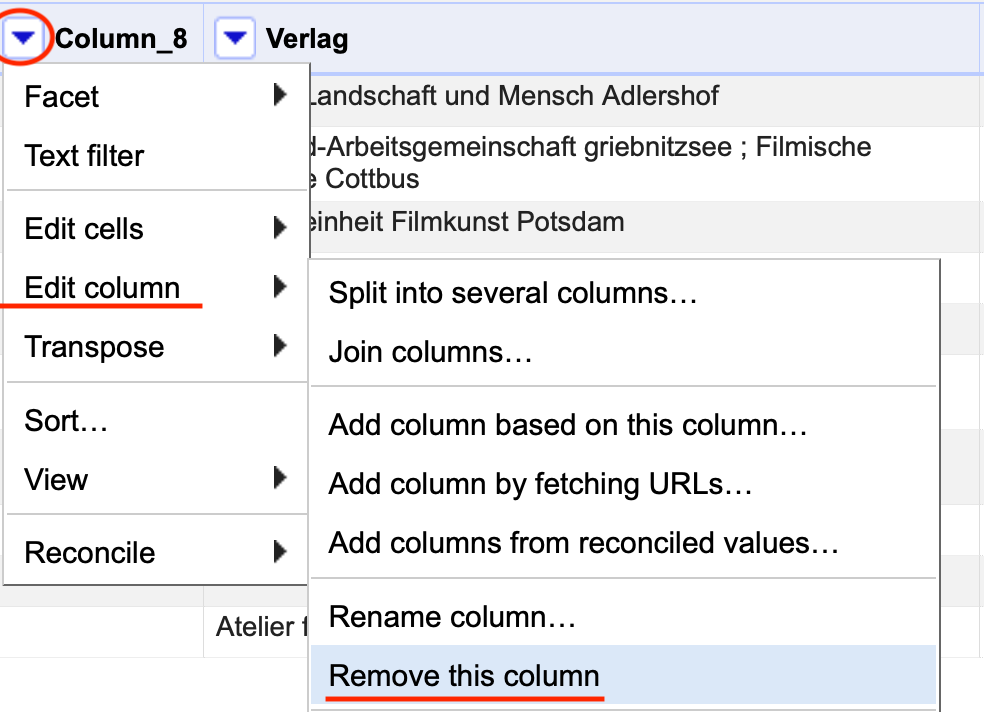 Column_8 Verlag
Facet
Text filter
Edit cells
Edit column
Transpose
Sort…
View
Reconcile
Landschaft und Mensch Adlershof
-Arbeitsgemeinschaft griebnitzsee ; Filmische
Cottbus
einheit Filmkunst Potsdam
Split into several columns…
Join columns…
Add column based on this column…
Add column by fetching URLs…
Add columns from reconciled values…
Rename column…
Remove this column
Atelier